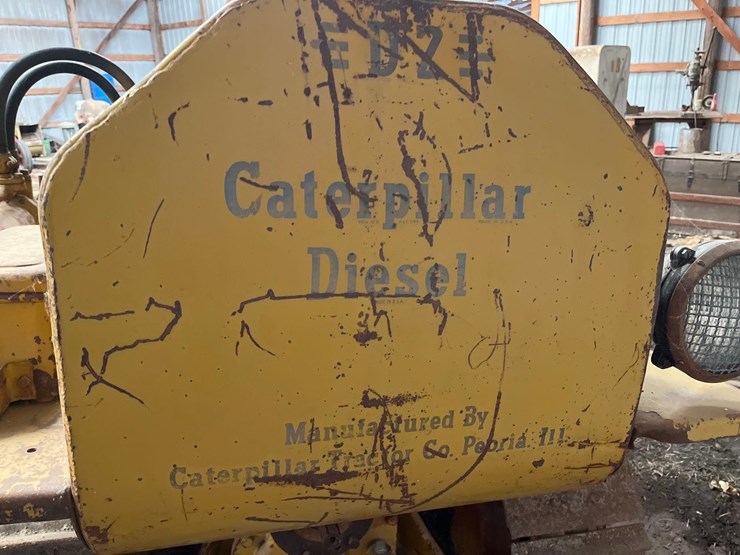 D2
Caterpillar
Diesel
Manufactured By
Caterpillar Tractor Co. Peoria, Ill.